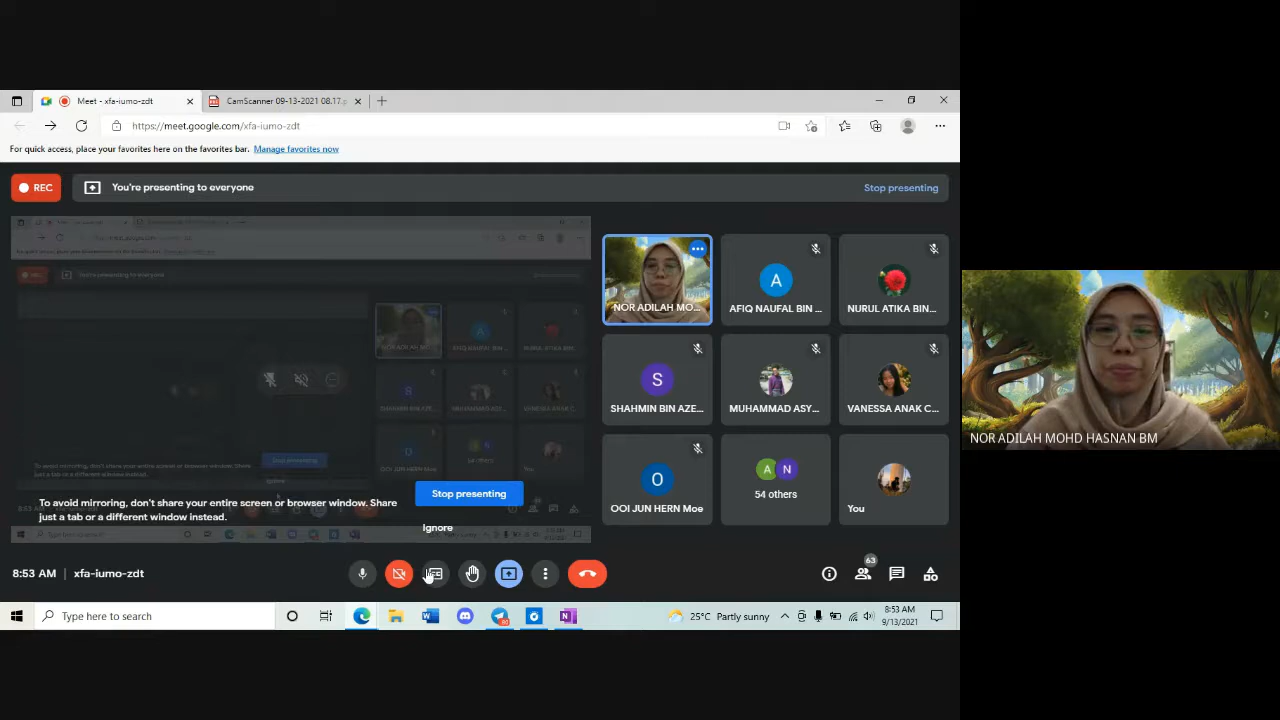 Meet - xfa-iumo-zdt
CamScanner 09-13-2021 08.17.p
https://meet.google.com/xfa-iumo-zdt
For quick access, place your favorites here on the favorites bar. Manage favorites now
REC
You're presenting to everyone
Stop presenting
NOR ADILAH MO...
AFIQ NAUFAL BIN ...
NURUL ATIKA BIN...
SHAHMIN BIN AZE...
MUHAMMAD ASY...
VANESSA ANAK C...
OOI JUN HERN Moe
54 others
You
To avoid mirroring, don't share your entire screen or browser window. Share
just a tab or a different window instead.
Stop presenting
Ignore
NOR ADILAH MOHD HASNAN BM
8:53 AM | xfa-iumo-zdt
63
Type here to search
25°C Partly sunny
8:53 AM
9/13/2021